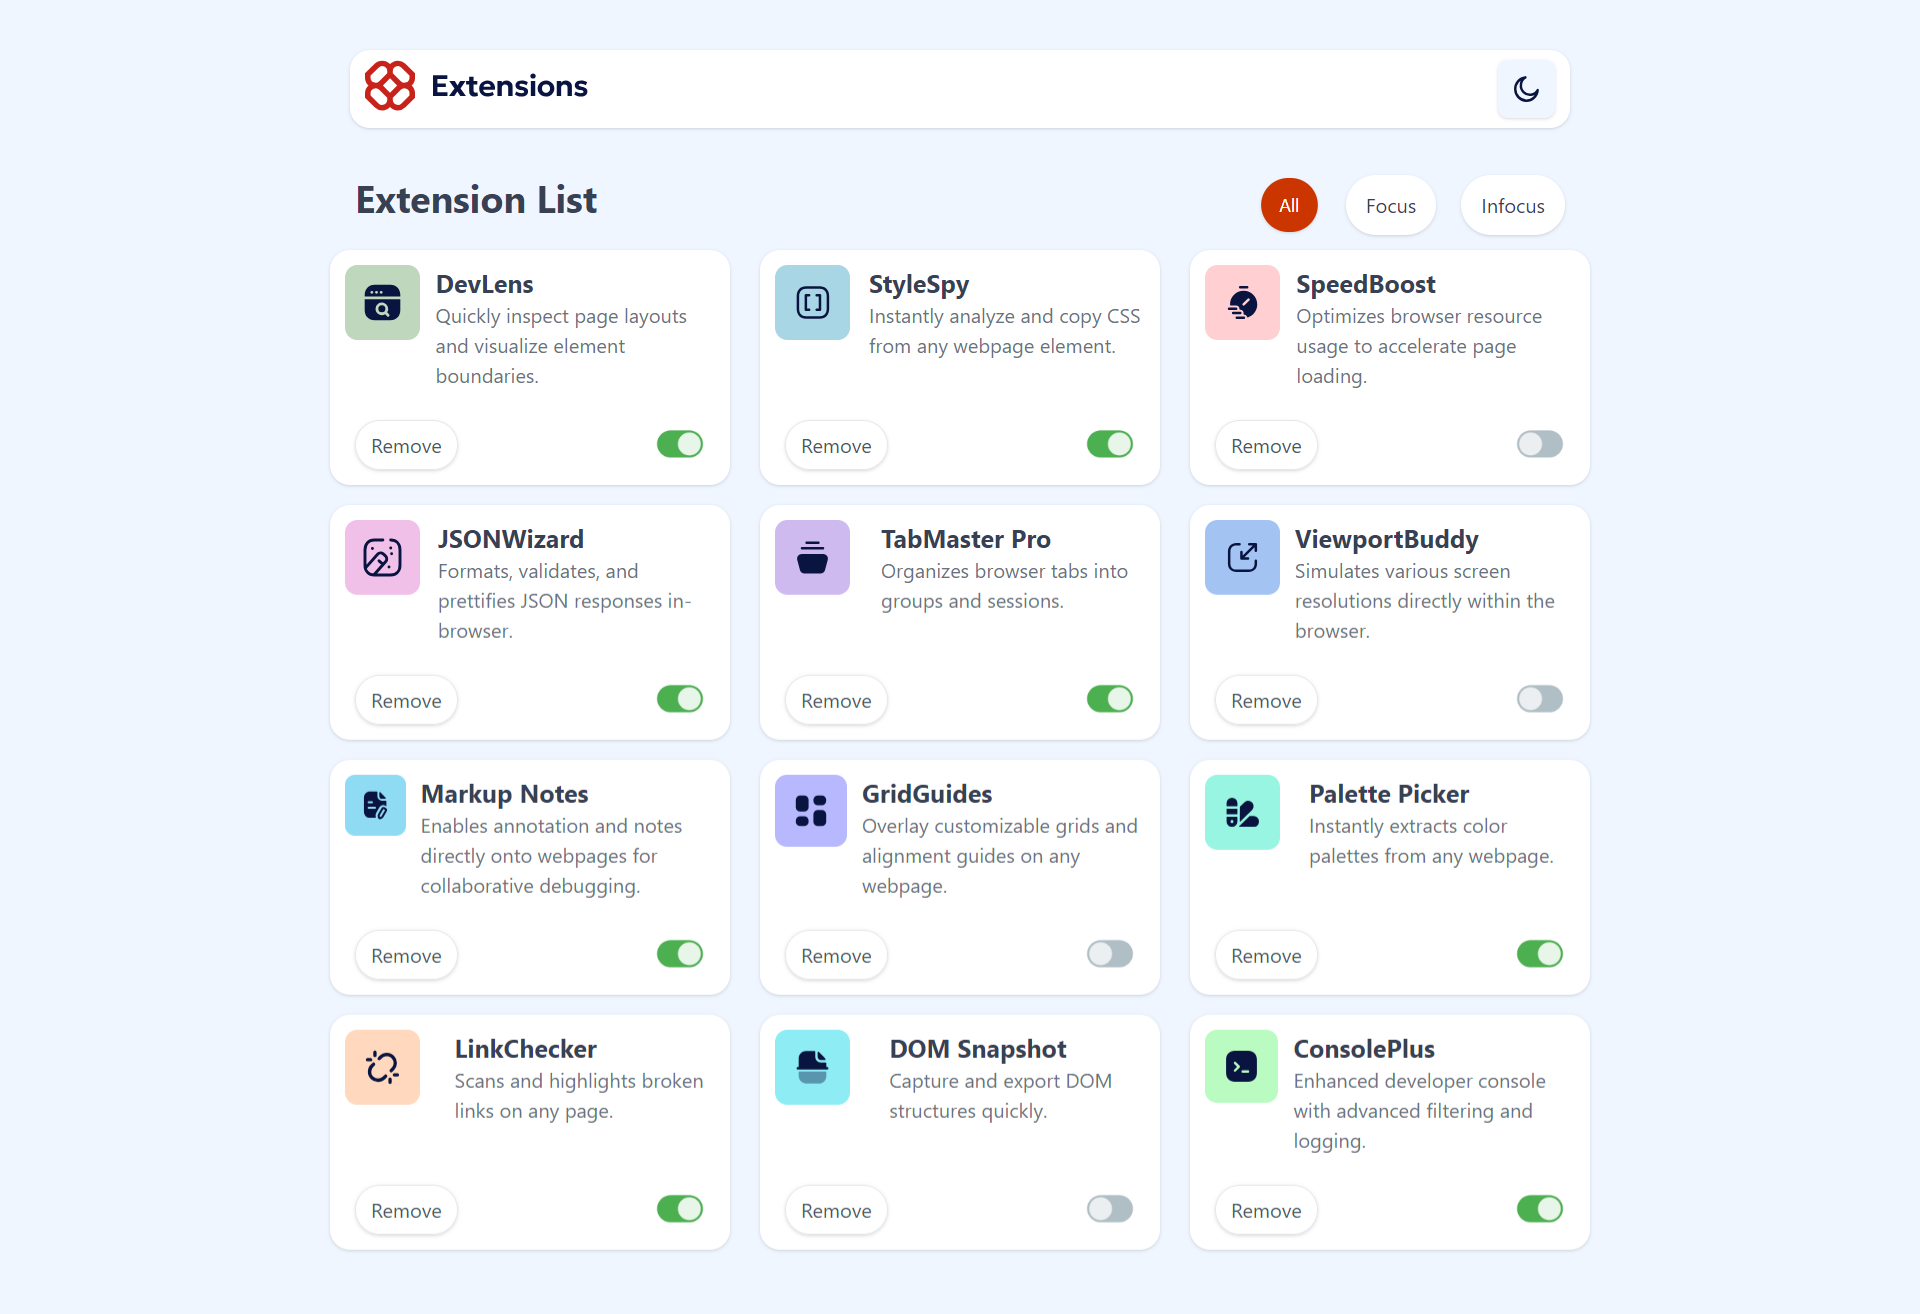 Extensions
Extension List
All
Focus
Infocus
DevLens
Quickly inspect page layouts
and visualize element
boundaries.
Remove
StyleSpy
Instantly analyze and copy CSS
from any webpage element.
Remove
SpeedBoost
Optimizes browser resource
usage to accelerate page
loading.
Remove
JSONWizard
Formats, validates, and
prettifies JSON responses in-
browser.
Remove
TabMaster Pro
Organizes browser tabs into
groups and sessions.
Remove
ViewportBuddy
Simulates various screen
resolutions directly within the
browser.
Remove
Markup Notes
Enables annotation and notes
directly onto webpages for
collaborative debugging.
Remove
GridGuides
Overlay customizable grids and
alignment guides on any
webpage.
Remove
Palette Picker
Instantly extracts color
palettes from any webpage.
Remove
LinkChecker
Scans and highlights broken
links on any page.
Remove
DOM Snapshot
Capture and export DOM
structures quickly.
Remove
ConsolePlus
Enhanced developer console
with advanced filtering and
logging.
Remove